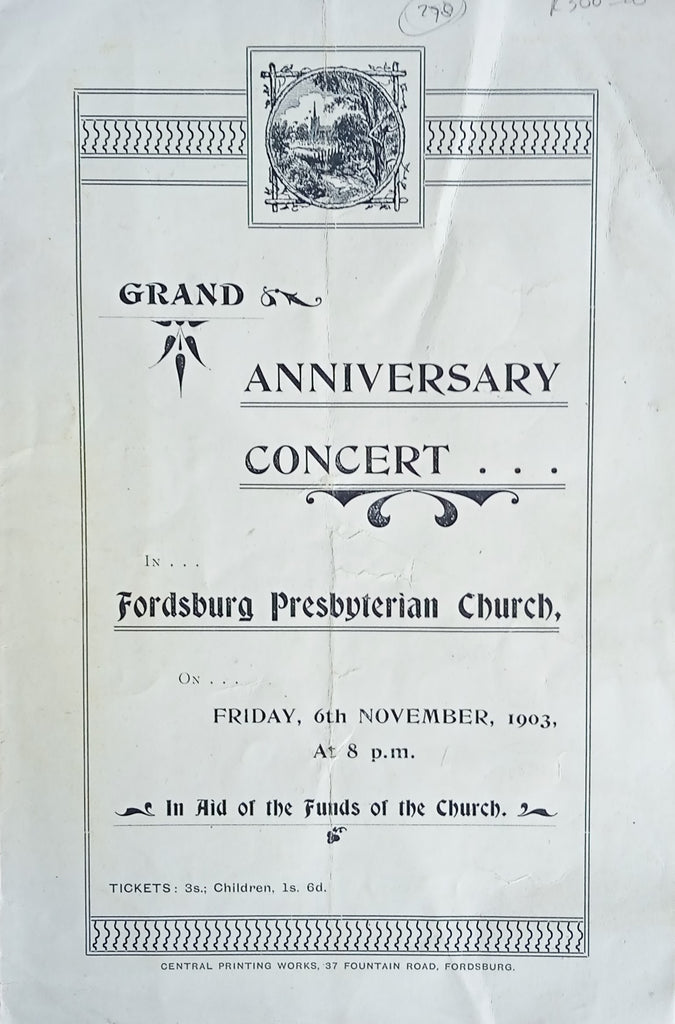 298
GRAND
ANNIVERSARY
CONCERT . . .
In . . .
Fordsburg Presbyterian Church,
On . . .
FRIDAY, 6th NOVEMBER, 1903,
At 8 p.m.
In Aid of the Funds of the Church.
TICKETS: 3s.; Children, 1s. 6d.
CENTRAL PRINTING WORKS, 37 FOUNTAIN ROAD, FORDSBURG.